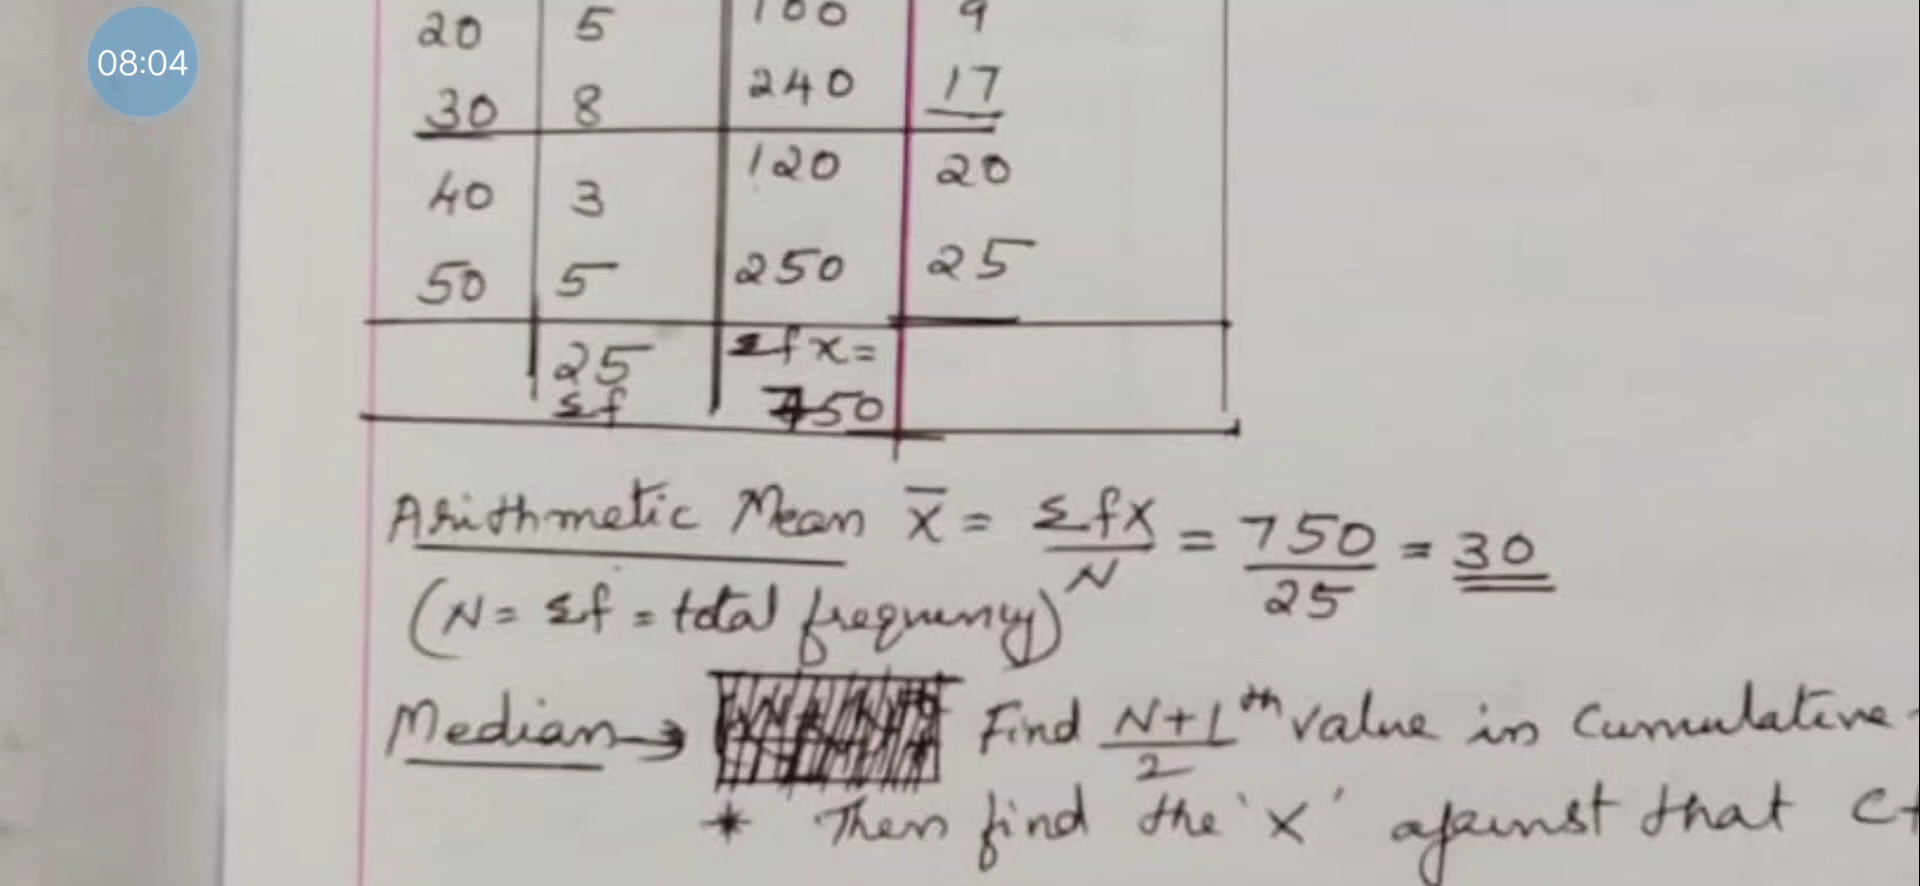 08:04
20 5 100 9
30 8 240 17
40 3 120 20
50 5 250 25
25 Σfx=
Σf 750
Arithmetic Mean x̄ = Σfx/N = 750/25 = 30
(N = Σf = total frequency)
Median → Find N+1/2 th value in Cumulative
* Then find the 'x' against that cf